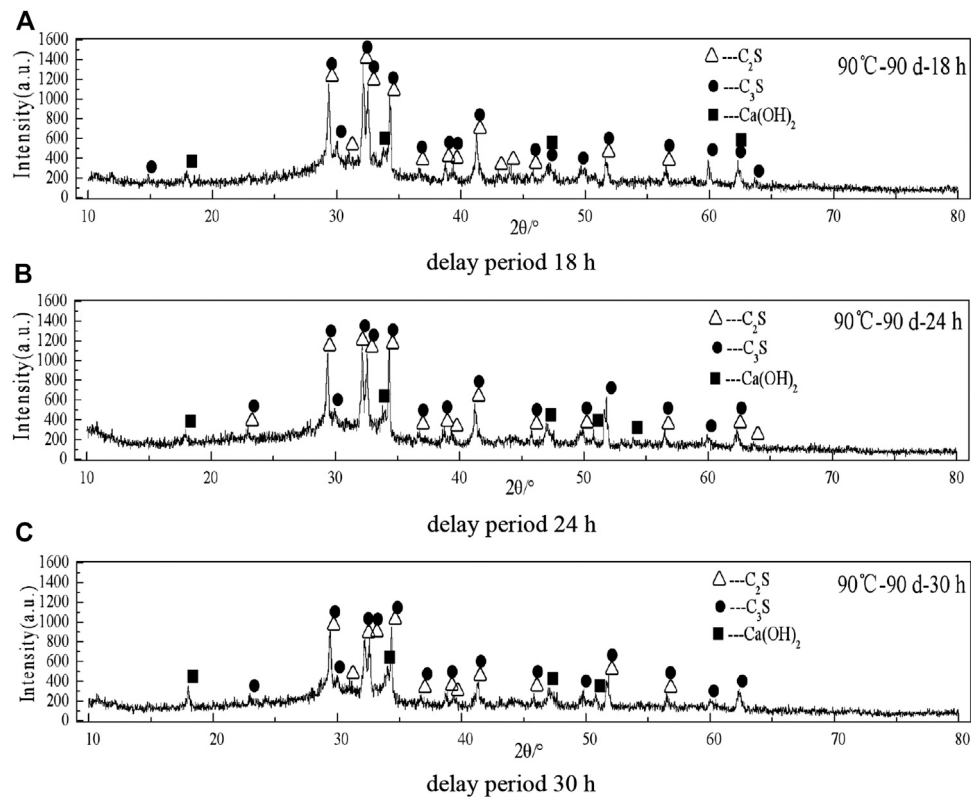 A
1600
1400
1200
1000
800
600
400
200
0
Intensity(a.u.)
---C₂S
---C₃S
---Ca(OH)₂
90℃-90 d-18 h
10 20 30 40 50 60 70 80
2θ/°
delay period 18 h
B
1600
1400
1200
1000
800
600
400
200
0
Intensity(a.u.)
---C₂S
---C₃S
---Ca(OH)₂
90℃-90 d-24 h
10 20 30 40 50 60 70 80
2θ/°
delay period 24 h
C
1600
1400
1200
1000
800
600
400
200
0
Intensity(a.u.)
---C₂S
---C₃S
---Ca(OH)₂
90℃-90 d-30 h
10 20 30 40 50 60 70 80
2θ/°
delay period 30 h